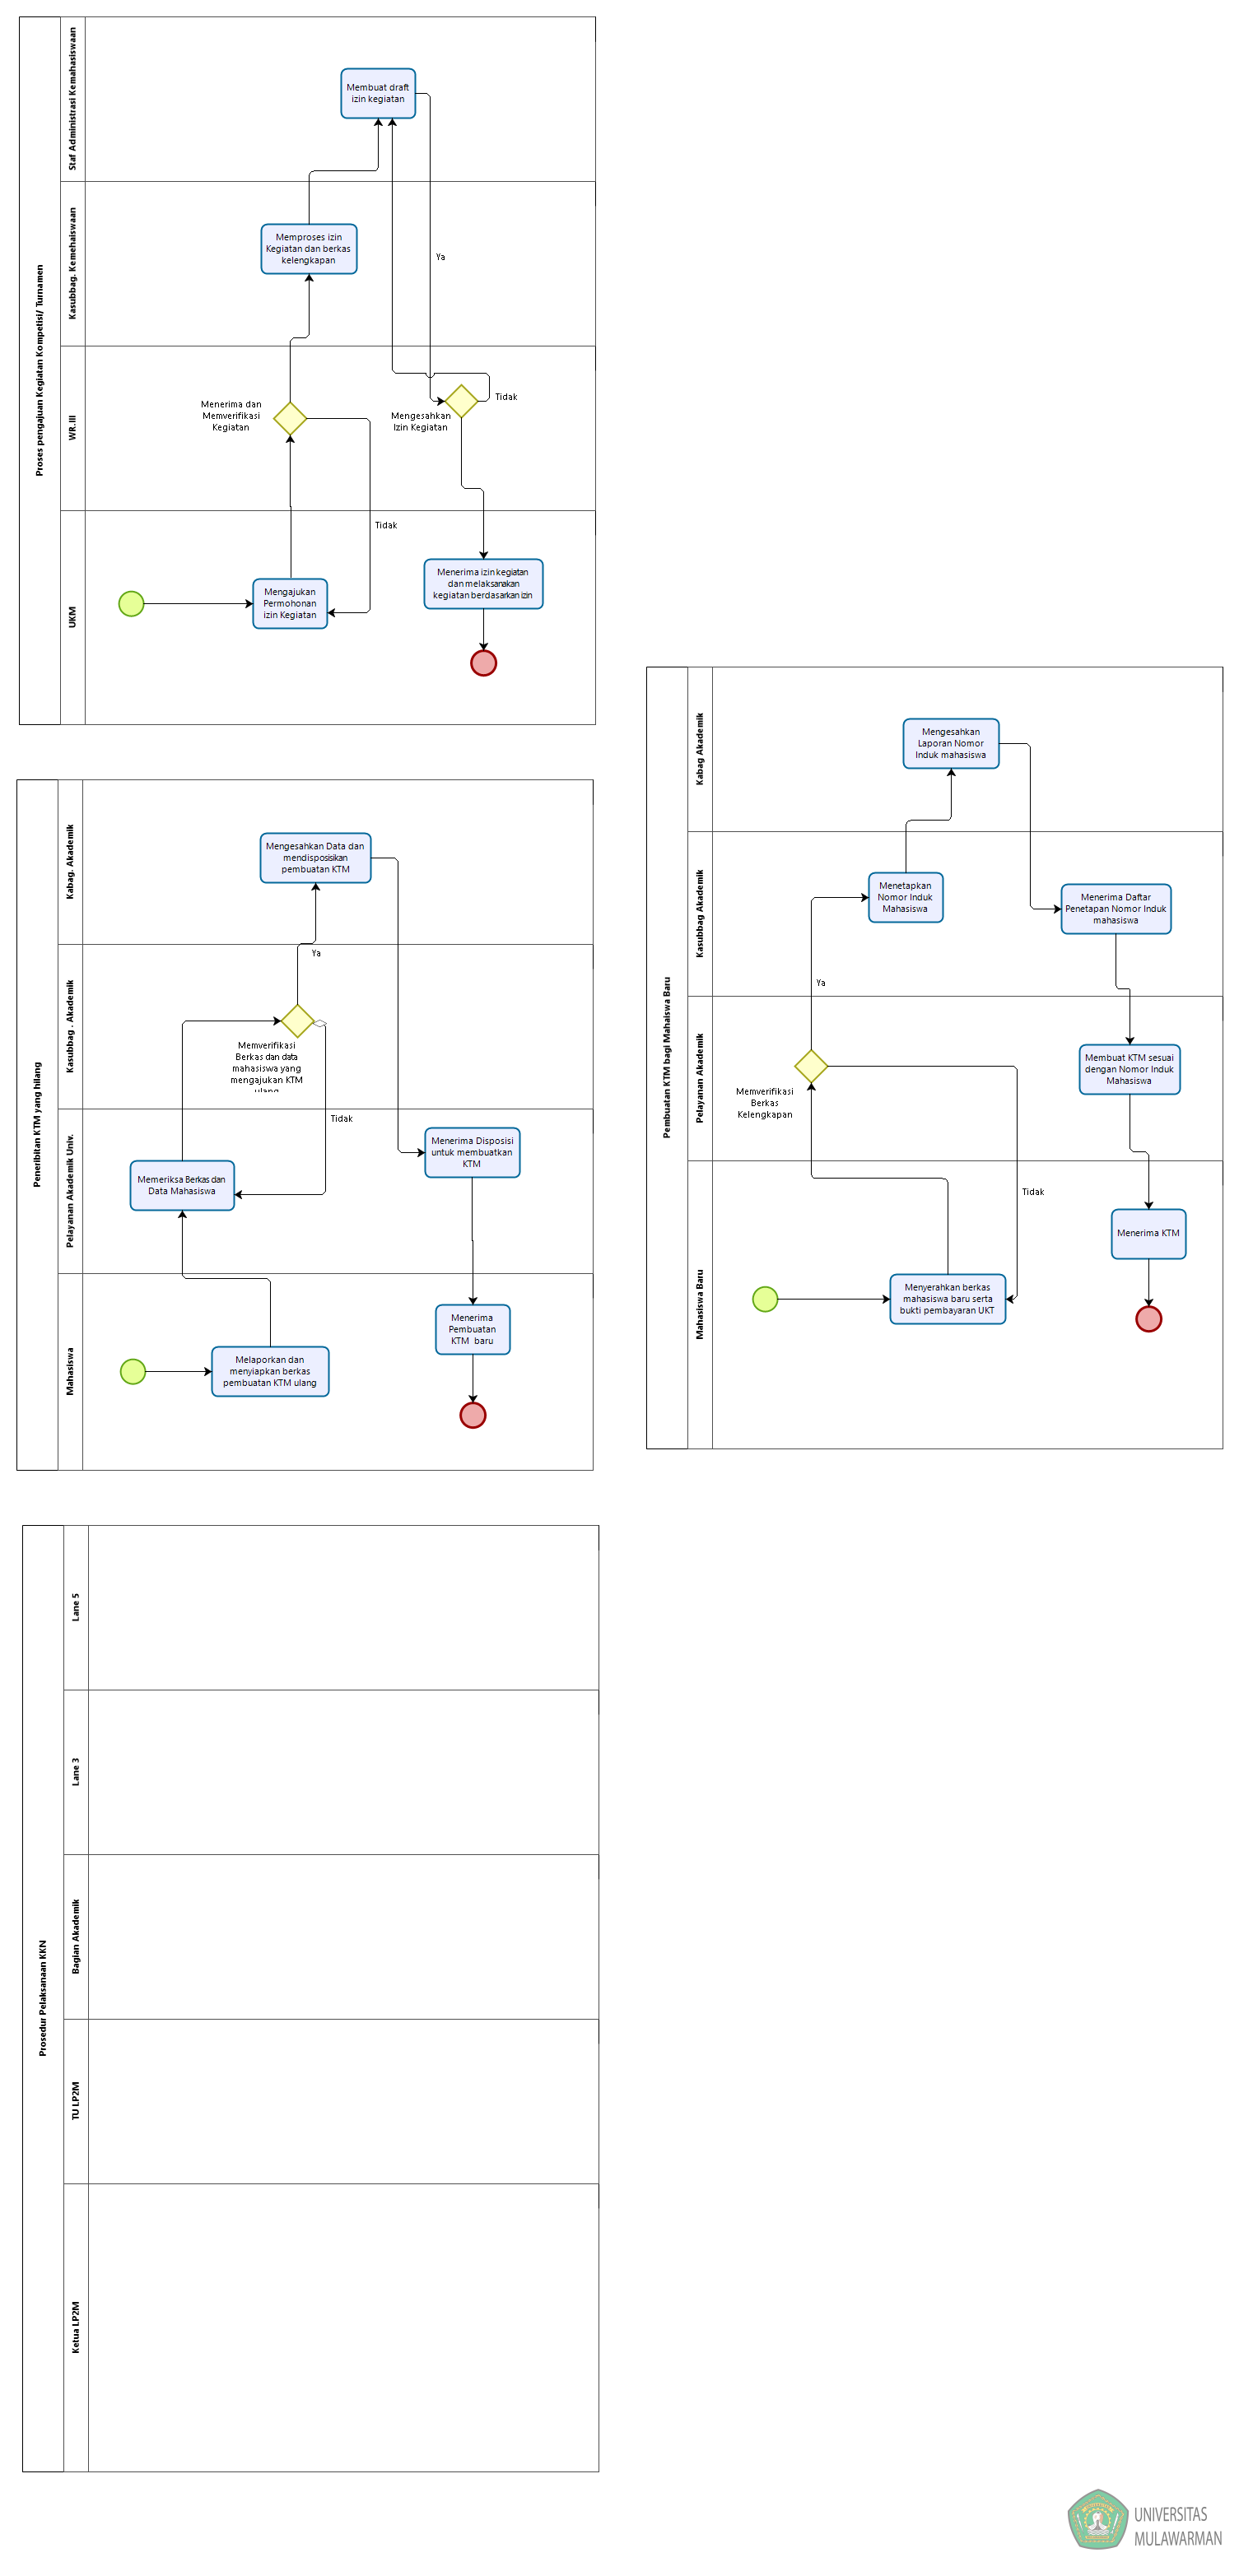 Proses pengajuan Kegiatan Kompetisi/ Turnamen
Staf Administrasi Kemahasiswaan
Membuat draft
izin kegiatan
Kasubbag. Kemehaiswaan
Memproses izin
Kegiatan dan berkas
kelengkapan
Ya
WR.III
Menerima dan
Memverifikasi
Kegiatan
Mengesahkan
Izin Kegiatan
Tidak
Tidak
UKM
Mengajukan
Permohonan
izin Kegiatan
Menerima izin kegiatan
dan melaksanakan
kegiatan berdasarkan izin
Peneribitan KTM yang hilang
Kabag. Akademik
Mengesahkan Data dan
mendisposisikan
pembuatan KTM
Kasubbag . Akademik
Ya
Memverifikasi
Berkas dan data
mahasiswa yang
mengajukan KTM
ulang
Tidak
Pelayanan Akademik Univ.
Memeriksa Berkas dan
Data Mahasiswa
Menerima Disposisi
untuk membuatkan
KTM
Mahasiswa
Melaporkan dan
menyiapkan berkas
pembuatan KTM ulang
Menerima
Pembuatan
KTM baru
Pembuatan KTM bagi Mahaiswa Baru
Kabag Akademik
Mengesahkan
Laporan Nomor
Induk mahasiswa
Kasubbag Akademik
Menetapkan
Nomor Induk
Mahasiswa
Menerima Daftar
Penetapan Nomor Induk
mahasiswa
Ya
Pelayanan Akademik
Memverifikasi
Berkas
Kelengkapan
Membuat KTM sesuai
dengan Nomor Induk
Mahasiswa
Tidak
Mahasiswa Baru
Menyerahkan berkas
mahasiswa baru serta
bukti pembayaran UKT
Menerima KTM
Prosedur Pelaksanaan KKN
Lane 5
Lane 3
Bagian Akademik
TU LP2M
Ketua LP2M
UNIVERSITAS
MULAWARMAN